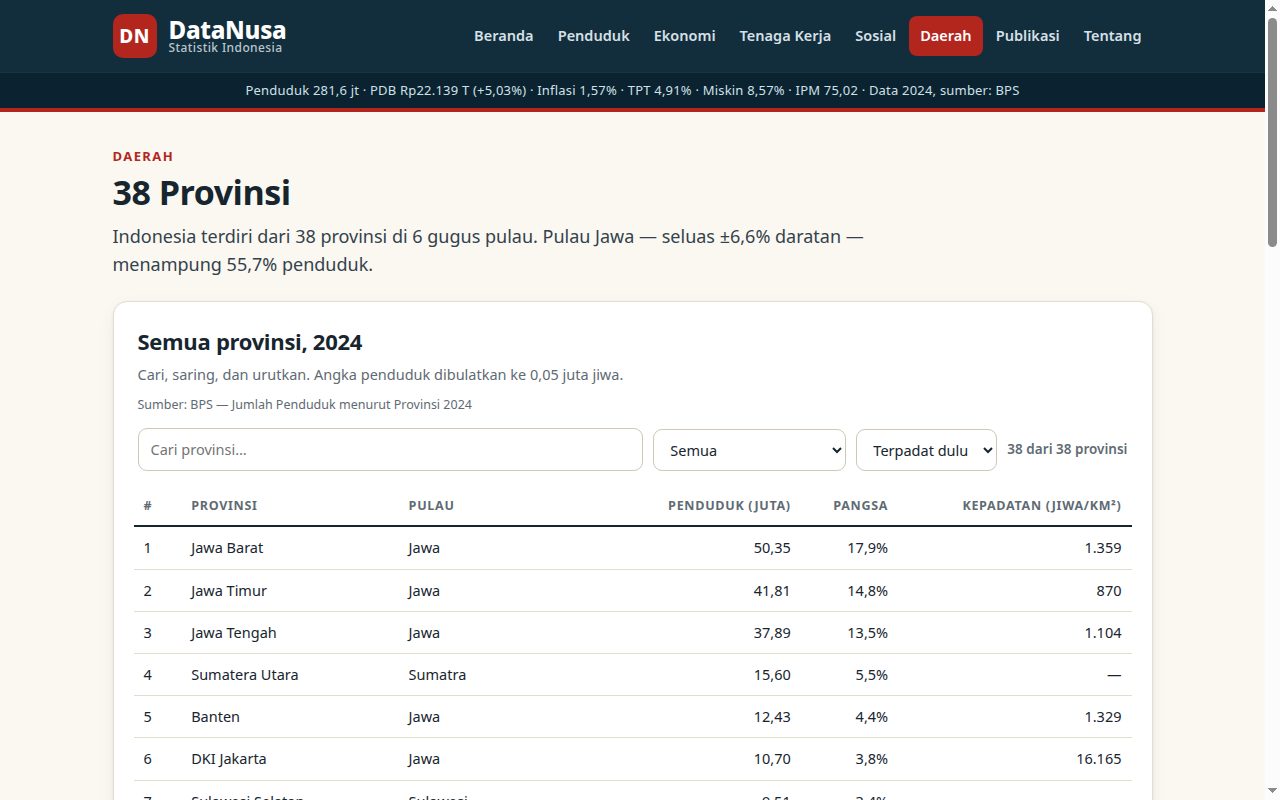 DN
DataNusa
Statistik Indonesia
Beranda Penduduk Ekonomi Tenaga Kerja Sosial Daerah Publikasi Tentang
Penduduk 281,6 jt · PDB Rp22.139 T (+5,03%) · Inflasi 1,57% · TPT 4,91% · Miskin 8,57% · IPM 75,02 · Data 2024, sumber: BPS
DAERAH
38 Provinsi
Indonesia terdiri dari 38 provinsi di 6 gugus pulau. Pulau Jawa — seluas ±6,6% daratan —
menampung 55,7% penduduk.
Semua provinsi, 2024
Cari, saring, dan urutkan. Angka penduduk dibulatkan ke 0,05 juta jiwa.
Sumber: BPS — Jumlah Penduduk menurut Provinsi 2024
Cari provinsi... Semua Terpadat dulu 38 dari 38 provinsi
# PROVINSI PULAU PENDUDUK (JUTA) PANGSA KEPADATAN (JIWA/KM²)
1 Jawa Barat Jawa 50,35 17,9% 1.359
2 Jawa Timur Jawa 41,81 14,8% 870
3 Jawa Tengah Jawa 37,89 13,5% 1.104
4 Sumatera Utara Sumatra 15,60 5,5% —
5 Banten Jawa 12,43 4,4% 1.329
6 DKI Jakarta Jawa 10,70 3,8% 16.165